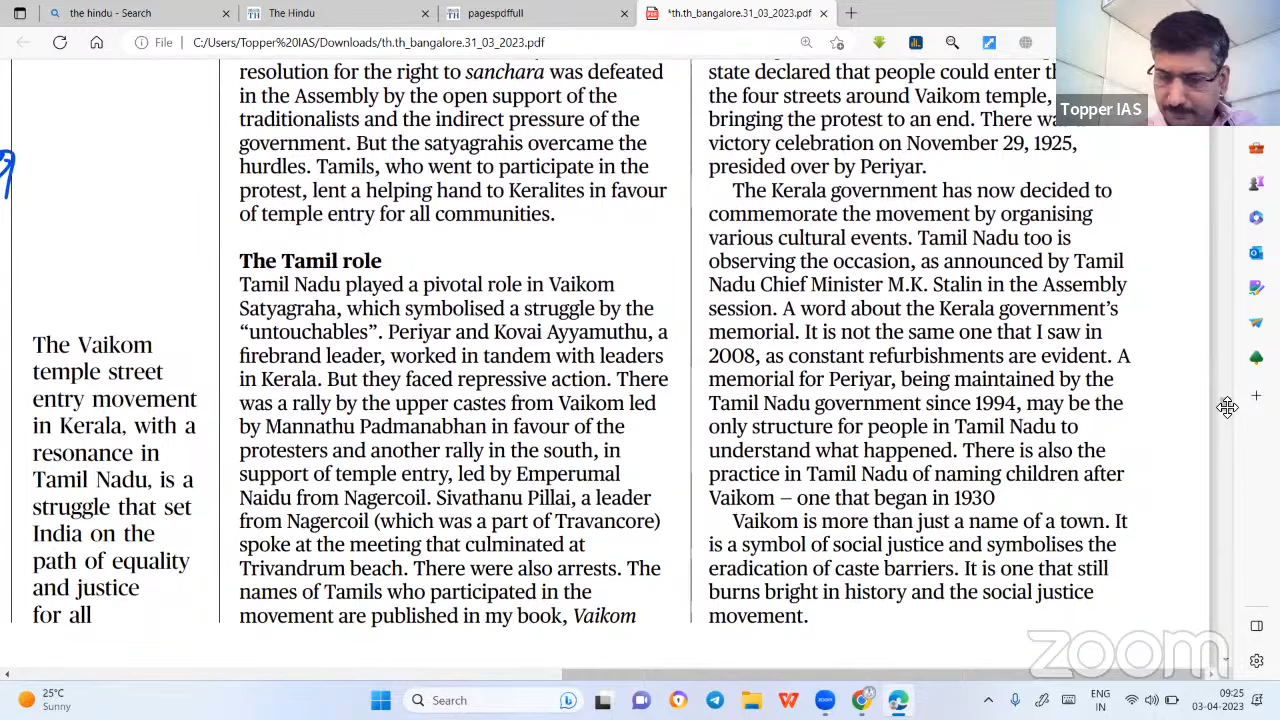 the hindu - Search
TH The Hindu
TH pagespdfull
*th.th_bangalore.31_03_2023.pdf
File
C:/Users/Topper%20IAS/Downloads/th.th_bangalore.31_03_2023.pdf
Topper IAS
The Vaikom
temple street
entry movement
in Kerala, with a
resonance in
Tamil Nadu, is a
struggle that set
India on the
path of equality
and justice
for all
resolution for the right to sanchara was defeated
in the Assembly by the open support of the
traditionalists and the indirect pressure of the
government. But the satyagrahis overcame the
hurdles. Tamils, who went to participate in the
protest, lent a helping hand to Keralites in favour
of temple entry for all communities.
The Tamil role
Tamil Nadu played a pivotal role in Vaikom
Satyagraha, which symbolised a struggle by the
“untouchables”. Periyar and Kovai Ayyamuthu, a
firebrand leader, worked in tandem with leaders
in Kerala. But they faced repressive action. There
was a rally by the upper castes from Vaikom led
by Mannathu Padmanabhan in favour of the
protesters and another rally in the south, in
support of temple entry, led by Emperumal
Naidu from Nagercoil. Sivathanu Pillai, a leader
from Nagercoil (which was a part of Travancore)
spoke at the meeting that culminated at
Trivandrum beach. There were also arrests. The
names of Tamils who participated in the
movement are published in my book, Vaikom
state declared that people could enter
the four streets around Vaikom temple,
bringing the protest to an end. There
victory celebration on November 29, 1925,
presided over by Periyar.
The Kerala government has now decided to
commemorate the movement by organising
various cultural events. Tamil Nadu too is
observing the occasion, as announced by Tamil
Nadu Chief Minister M.K. Stalin in the Assembly
session. A word about the Kerala government’s
memorial. It is not the same one that I saw in
2008, as constant refurbishments are evident. A
memorial for Periyar, being maintained by the
Tamil Nadu government since 1994, may be the
only structure for people in Tamil Nadu to
understand what happened. There is also the
practice in Tamil Nadu of naming children after
Vaikom — one that began in 1930
Vaikom is more than just a name of a town. It
is a symbol of social justice and symbolises the
eradication of caste barriers. It is one that still
burns bright in history and the social justice
movement.
zoom
25°C
Sunny
Search
ENG
IN
09:25
03-04-2023